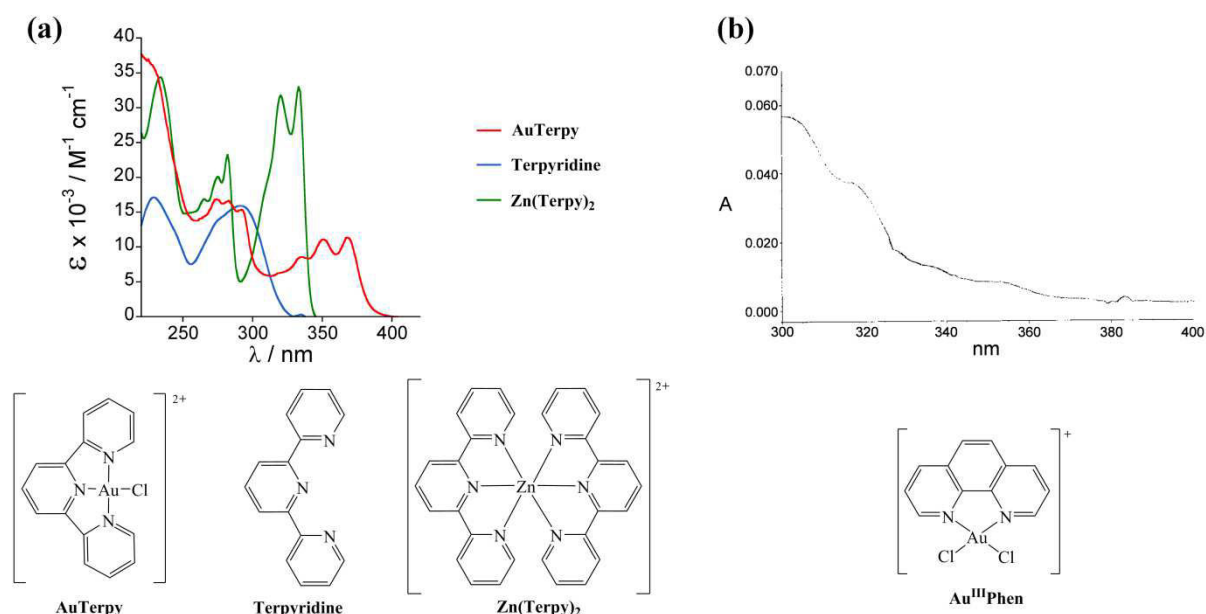 (a)
40
35
30
25
20
15
10
5
0
ε x 10⁻³ / M⁻¹ cm⁻¹
250 300 350 400
λ / nm
AuTerpy
Terpyridine
Zn(Terpy)₂
(b)
0.070
0.060
0.040
0.020
0.000
A
300 320 340 360 380 400
nm
2+
N
N Au Cl
N
AuTerpy
N
N
N
Terpyridine
2+
N N
N Zn N
N N
Zn(Terpy)₂
+
N N
Au
Cl Cl
AuᴵᴵᴵPhen